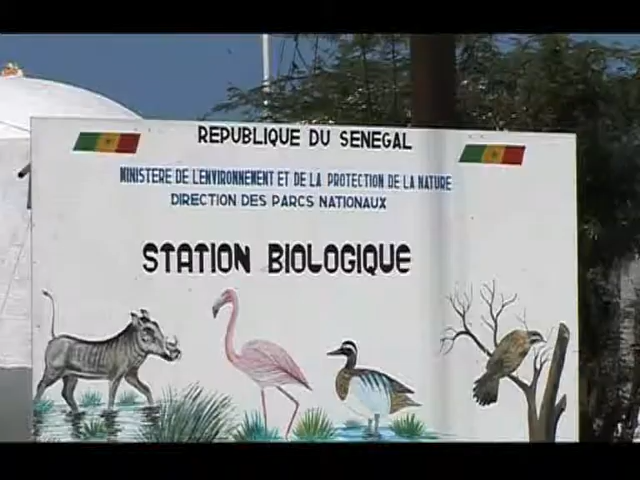 REPUBLIQUE DU SENEGAL
MINISTERE DE L'ENVIRONNEMENT ET DE LA PROTECTION DE LA NATURE
DIRECTION DES PARCS NATIONAUX
STATION BIOLOGIQUE